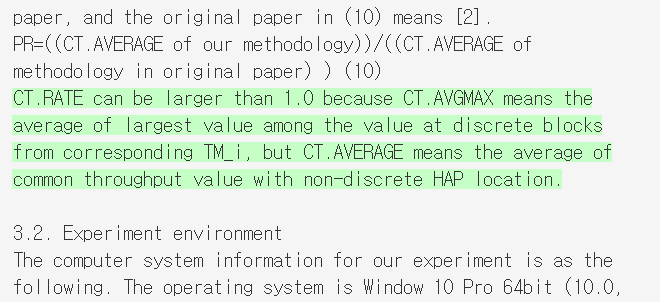 paper, and the original paper in (10) means [2].
PR=((CT.AVERAGE of our methodology))/((CT.AVERAGE of
methodology in original paper) ) (10)
CT.RATE can be larger than 1.0 because CT.AVGMAX means the
average of largest value among the value at discrete blocks
from corresponding TM_i, but CT.AVERAGE means the average of
common throughput value with non-discrete HAP location.
3.2. Experiment environment
The computer system information for our experiment is as the
following. The operating system is Window 10 Pro 64bit (10.0,